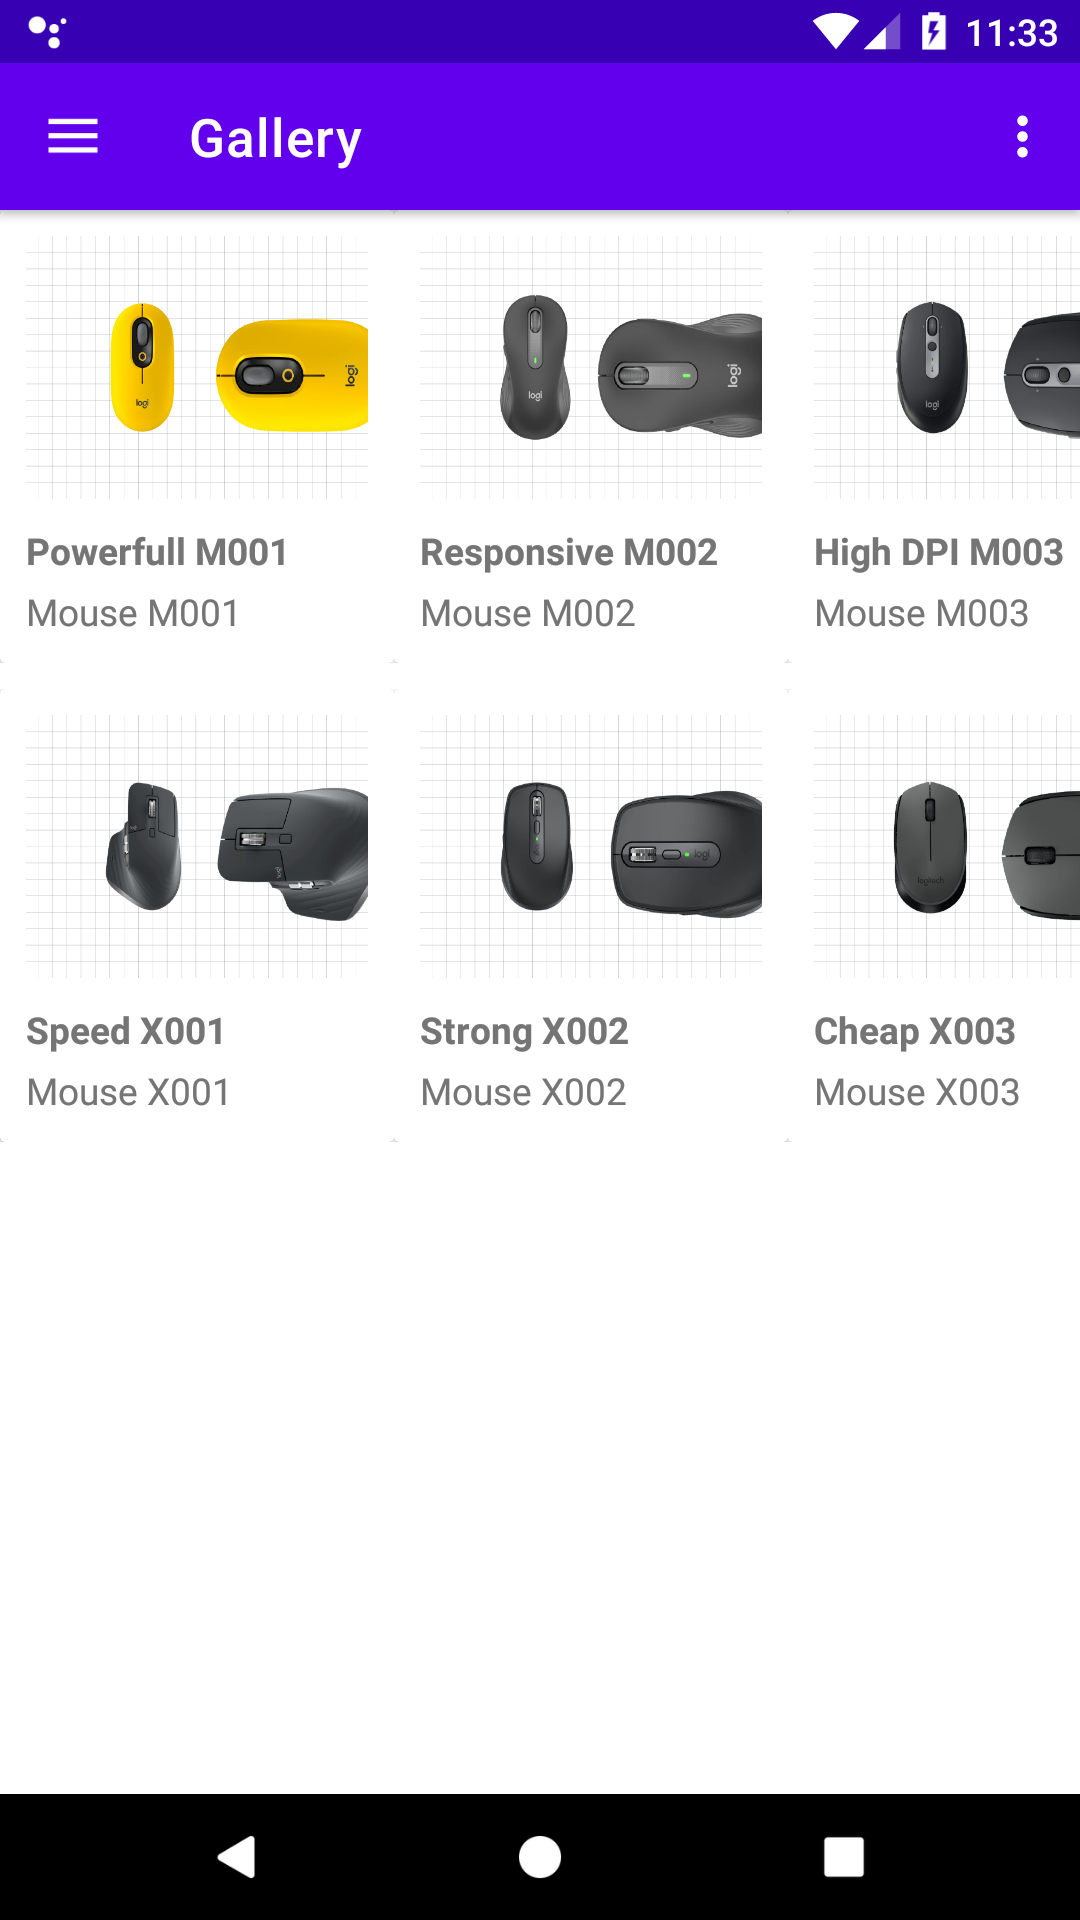 11:33
Gallery
logi
logi
logi
logi
logi
Powerfull M001
Responsive M002
High DPI M003
Mouse M001
Mouse M002
Mouse M003
logi
logitech
Speed X001
Strong X002
Cheap X003
Mouse X001
Mouse X002
Mouse X003